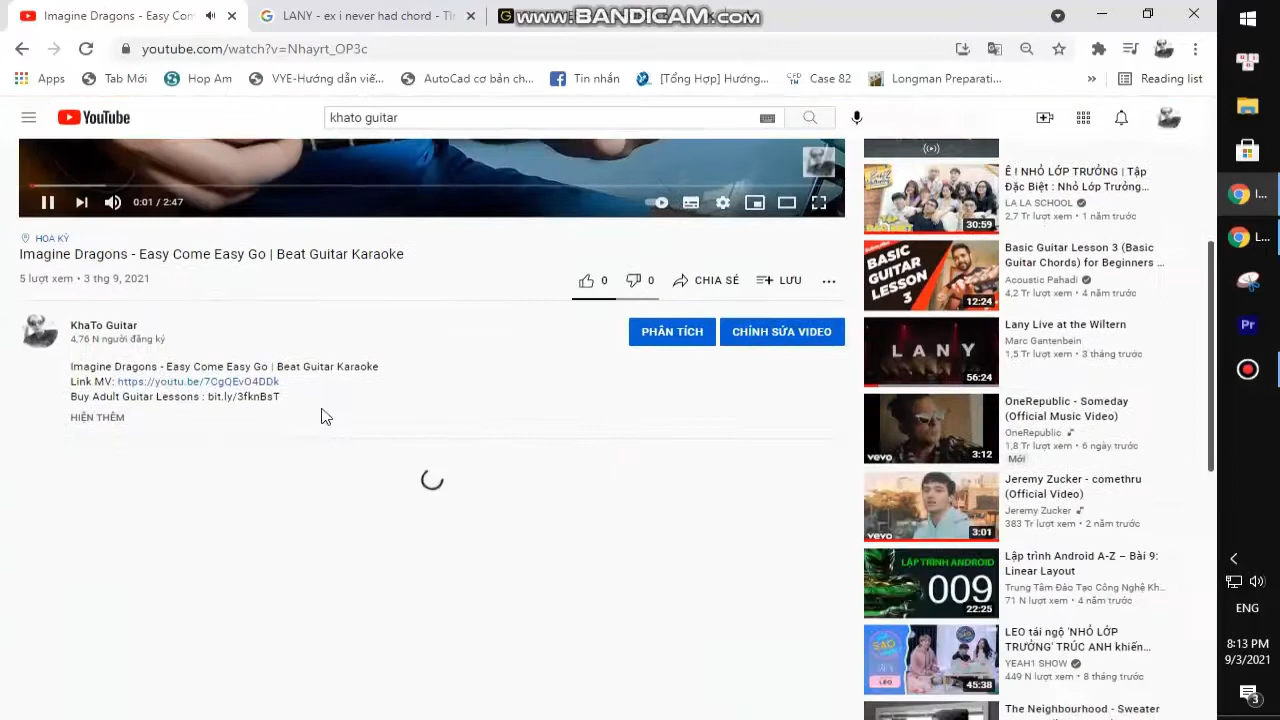 Imagine Dragons - Easy Com
LANY - ex i never had chord - Th
www.BANDICAM.com
youtube.com/watch?v=Nhayrt_OP3c
Apps
Tab Mới
Hop Am
VYE-Hướng dẫn viế...
AutoCad cơ bản ch...
Tin nhắn
[Tổng Hợp] Hướng...
Case 82
Longman Preparati...
»
Reading list
YouTube
khato guitar
0:01 / 2:47
HOA KỲ
Imagine Dragons - Easy Come Easy Go | Beat Guitar Karaoke
5 lượt xem • 3 thg 9, 2021
0
0
CHIA SẺ
LƯU
KhaTo Guitar
4,76 N người đăng ký
PHÂN TÍCH
CHỈNH SỬA VIDEO
Imagine Dragons - Easy Come Easy Go | Beat Guitar Karaoke
Link MV: https://youtu.be/7CgQEvO4DDk
Buy Adult Guitar Lessons : bit.ly/3fknBsT
HIỆN THÊM
30:59
Ê ! NHỎ LỚP TRƯỞNG | Tập
Đặc Biệt : Nhỏ Lớp Trưởng...
LA LA SCHOOL
2,7 Tr lượt xem • 1 năm trước
BASIC
GUITAR
LESSON
3
12:24
Basic Guitar Lesson 3 (Basic
Guitar Chords) for Beginners ...
Acoustic Pahadi
4,2 Tr lượt xem • 4 năm trước
LANY
56:24
Lany Live at the Wiltern
Marc Gantenbein
1,5 Tr lượt xem • 3 tháng trước
vevo
3:12
OneRepublic - Someday
(Official Music Video)
OneRepublic
1,8 Tr lượt xem • 6 ngày trước
Mới
vevo
3:01
Jeremy Zucker - comethru
(Official Video)
Jeremy Zucker
383 Tr lượt xem • 2 năm trước
LẬP TRÌNH ANDROID
009
22:25
Lập trình Android A-Z – Bài 9:
Linear Layout
Trung Tâm Đào Tạo Công Nghệ Kh...
71 N lượt xem • 4 năm trước
SAO
LEO
45:38
LEO tái ngộ 'NHỎ LỚP
TRƯỞNG' TRÚC ANH khiến...
YEAH1 SHOW
449 N lượt xem • 8 tháng trước
The Neighbourhood - Sweater
I...
L...
Pr
ENG
8:13 PM
9/3/2021
3